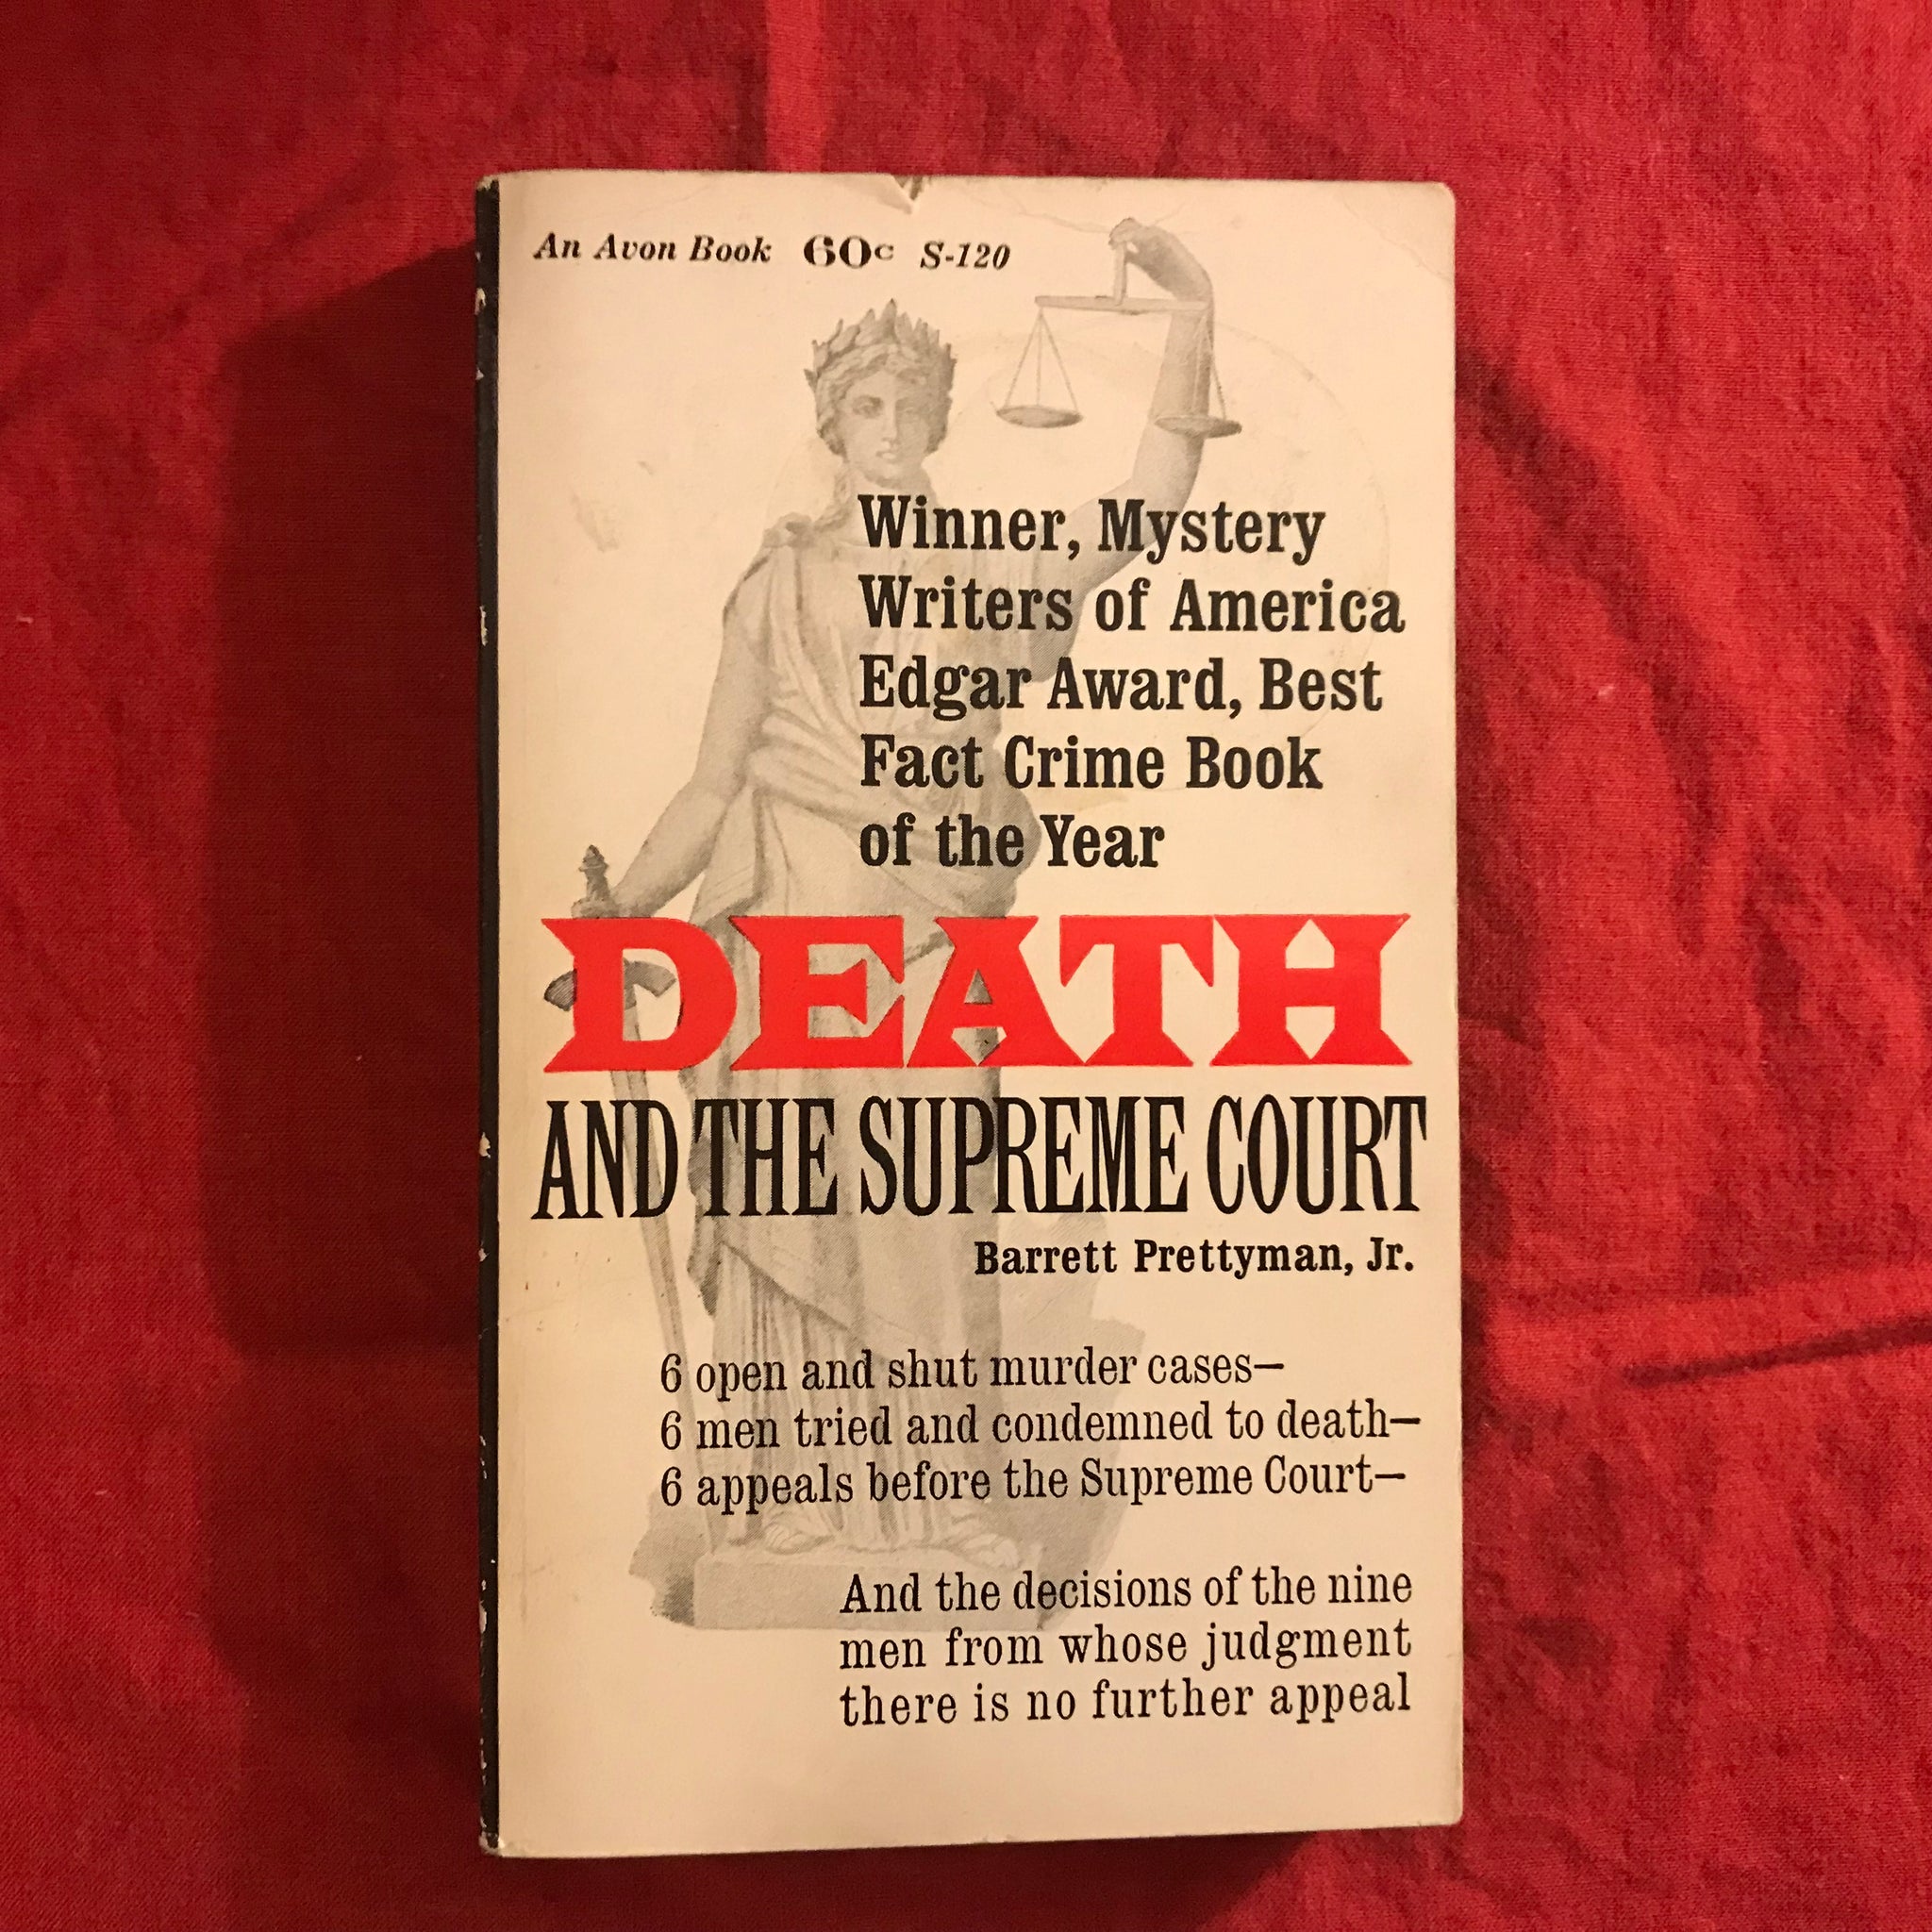 An Avon Book 60c S-120
Winner, Mystery
Writers of America
Edgar Award, Best
Fact Crime Book
of the Year
DEATH
AND THE SUPREME COURT
Barrett Prettyman, Jr.
6 open and shut murder cases—
6 men tried and condemned to death—
6 appeals before the Supreme Court—
And the decisions of the nine
men from whose judgment
there is no further appeal